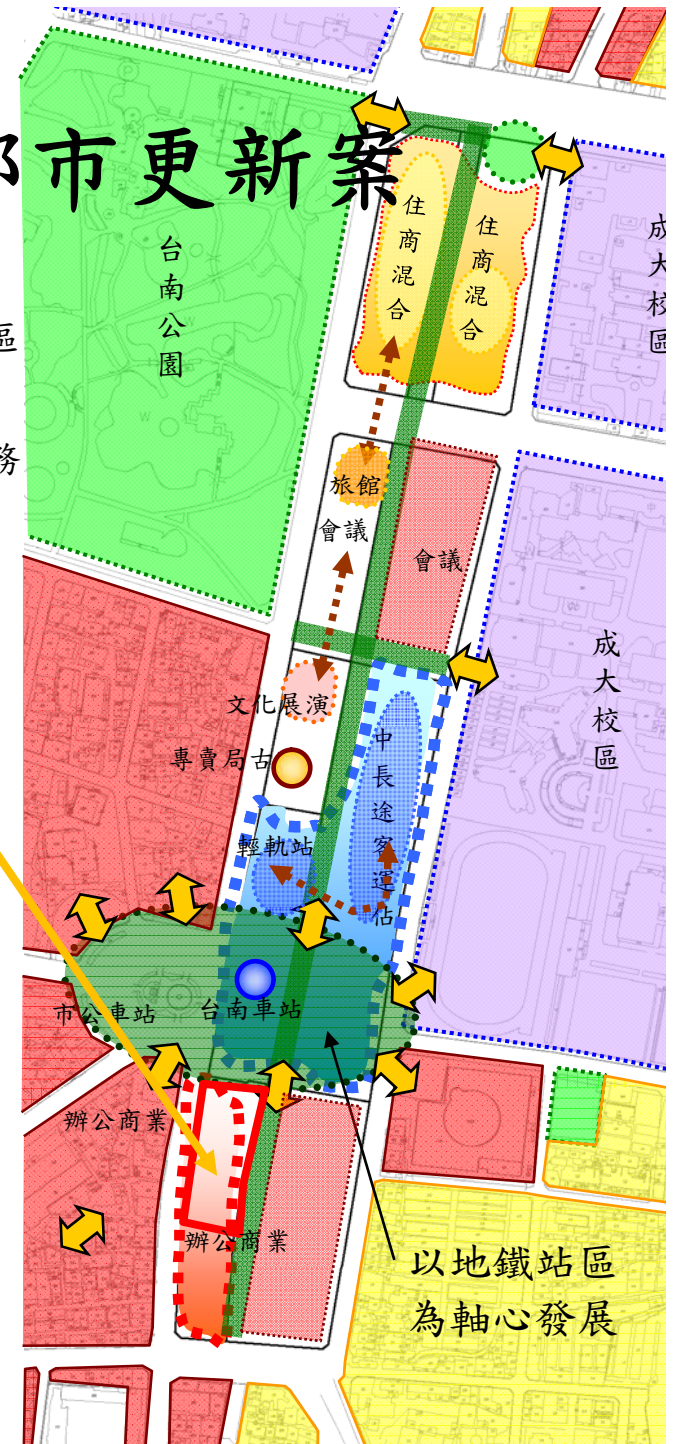 市更新案
區
務
台南公園
住商混合
住商混合
成大校區
旅館
會議
會議
成大校區
文化展演
專賣局古
中長途客運佔
輕軌站
市公車站
台南車站
辦公商業
辦公商業
以地鐵站區
為軸心發展